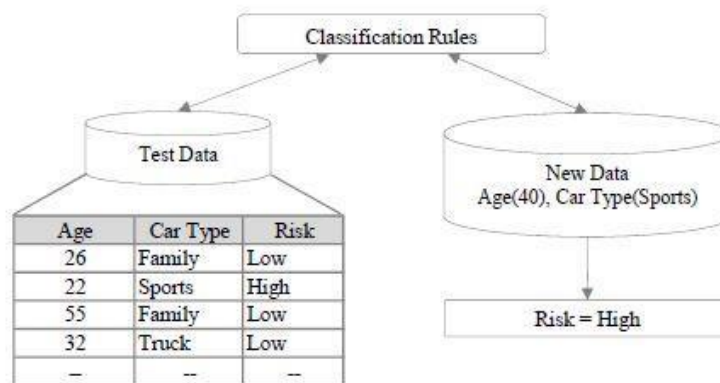 Classification Rules
Test Data
Age Car Type Risk
26 Family Low
22 Sports High
55 Family Low
32 Truck Low
-- -- --
New Data
Age(40), Car Type(Sports)
Risk = High